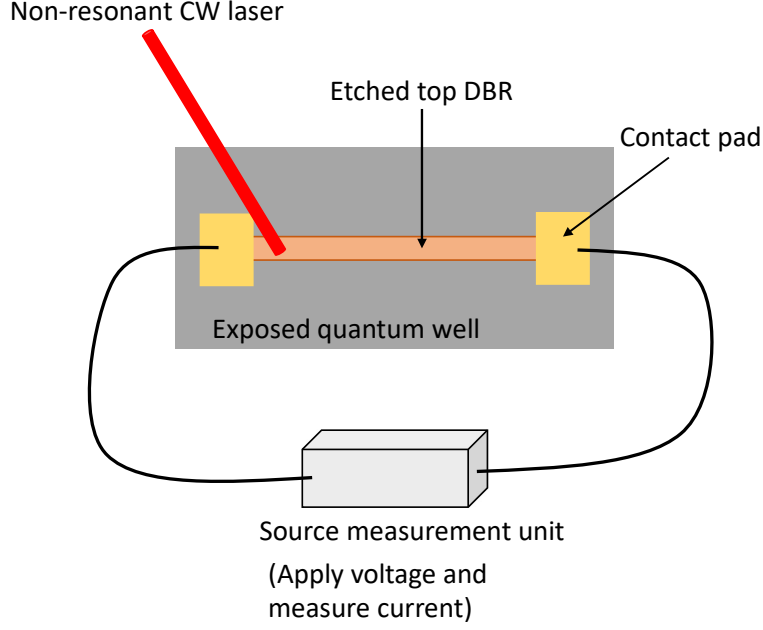 Non-resonant CW laser
Etched top DBR
Contact pad
Exposed quantum well
Source measurement unit
(Apply voltage and
measure current)